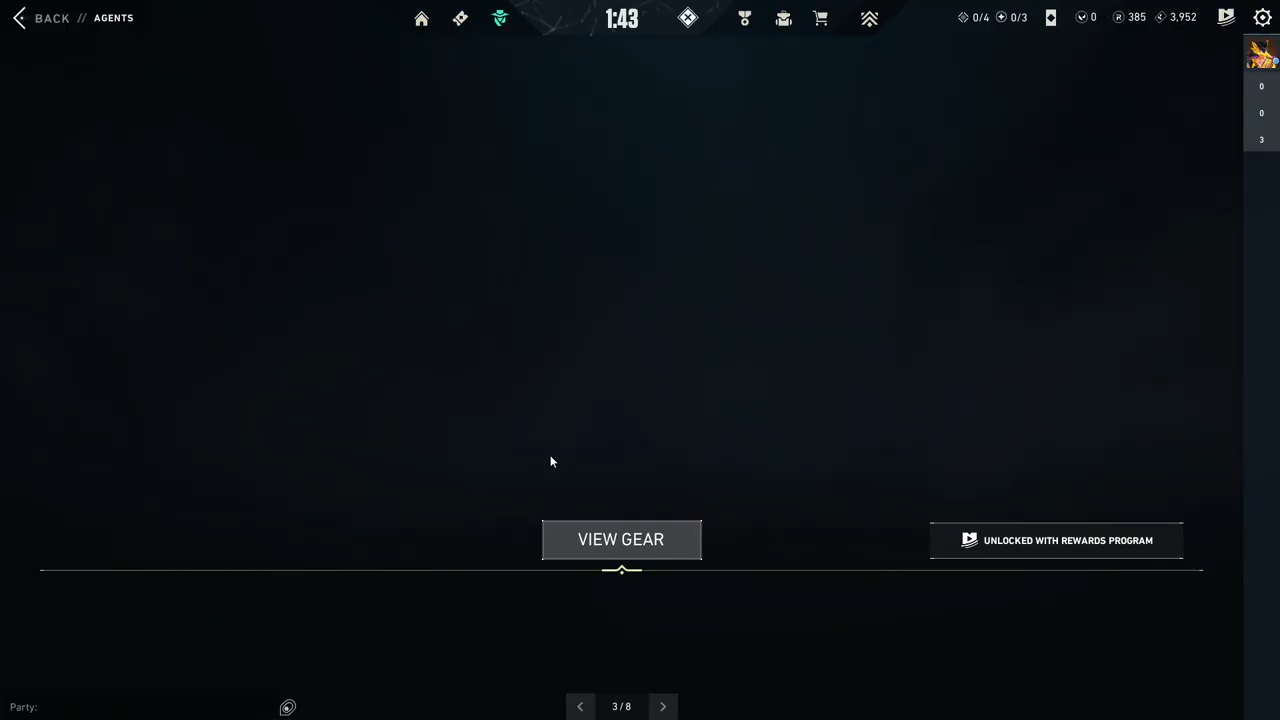 BACK // AGENTS
1:43
0/4 0/3 0 385 3,952
0
0
3
VIEW GEAR
UNLOCKED WITH REWARDS PROGRAM
Party:
3 / 8